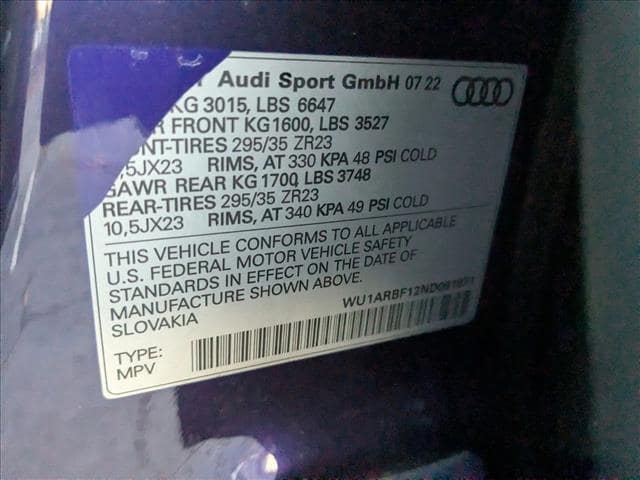 Audi Sport GmbH 07 22
KG 3015, LBS 6647
FRONT KG1600, LBS 3527
TIRES 295/35 ZR23
RIMS, AT 330 KPA 48 PSI COLD
GAWR REAR KG 1700, LBS 3748
REAR-TIRES 295/35 ZR23
10,5JX23 RIMS, AT 340 KPA 49 PSI COLD
THIS VEHICLE CONFORMS TO ALL APPLICABLE
U.S. FEDERAL MOTOR VEHICLE SAFETY
STANDARDS IN EFFECT ON THE DATE OF
MANUFACTURE SHOWN ABOVE.
SLOVAKIA
TYPE:
MPV